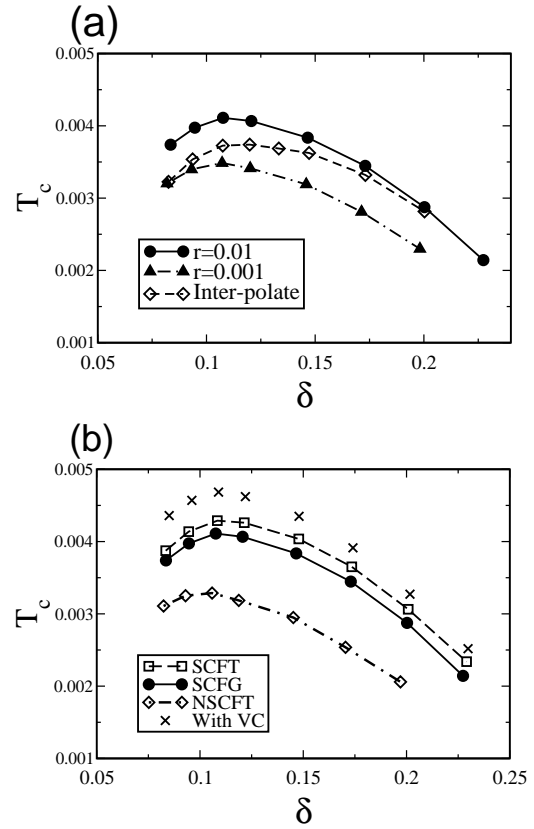 (a)
0.005
0.004
0.003
0.002
0.001
T_c
r=0.01
r=0.001
Inter-polate
0.05 0.1 0.15 0.2
δ
(b)
0.005
0.004
0.003
0.002
0.001
T_c
SCFT
SCFG
NSCFT
With VC
0.05 0.1 0.15 0.2 0.25
δ